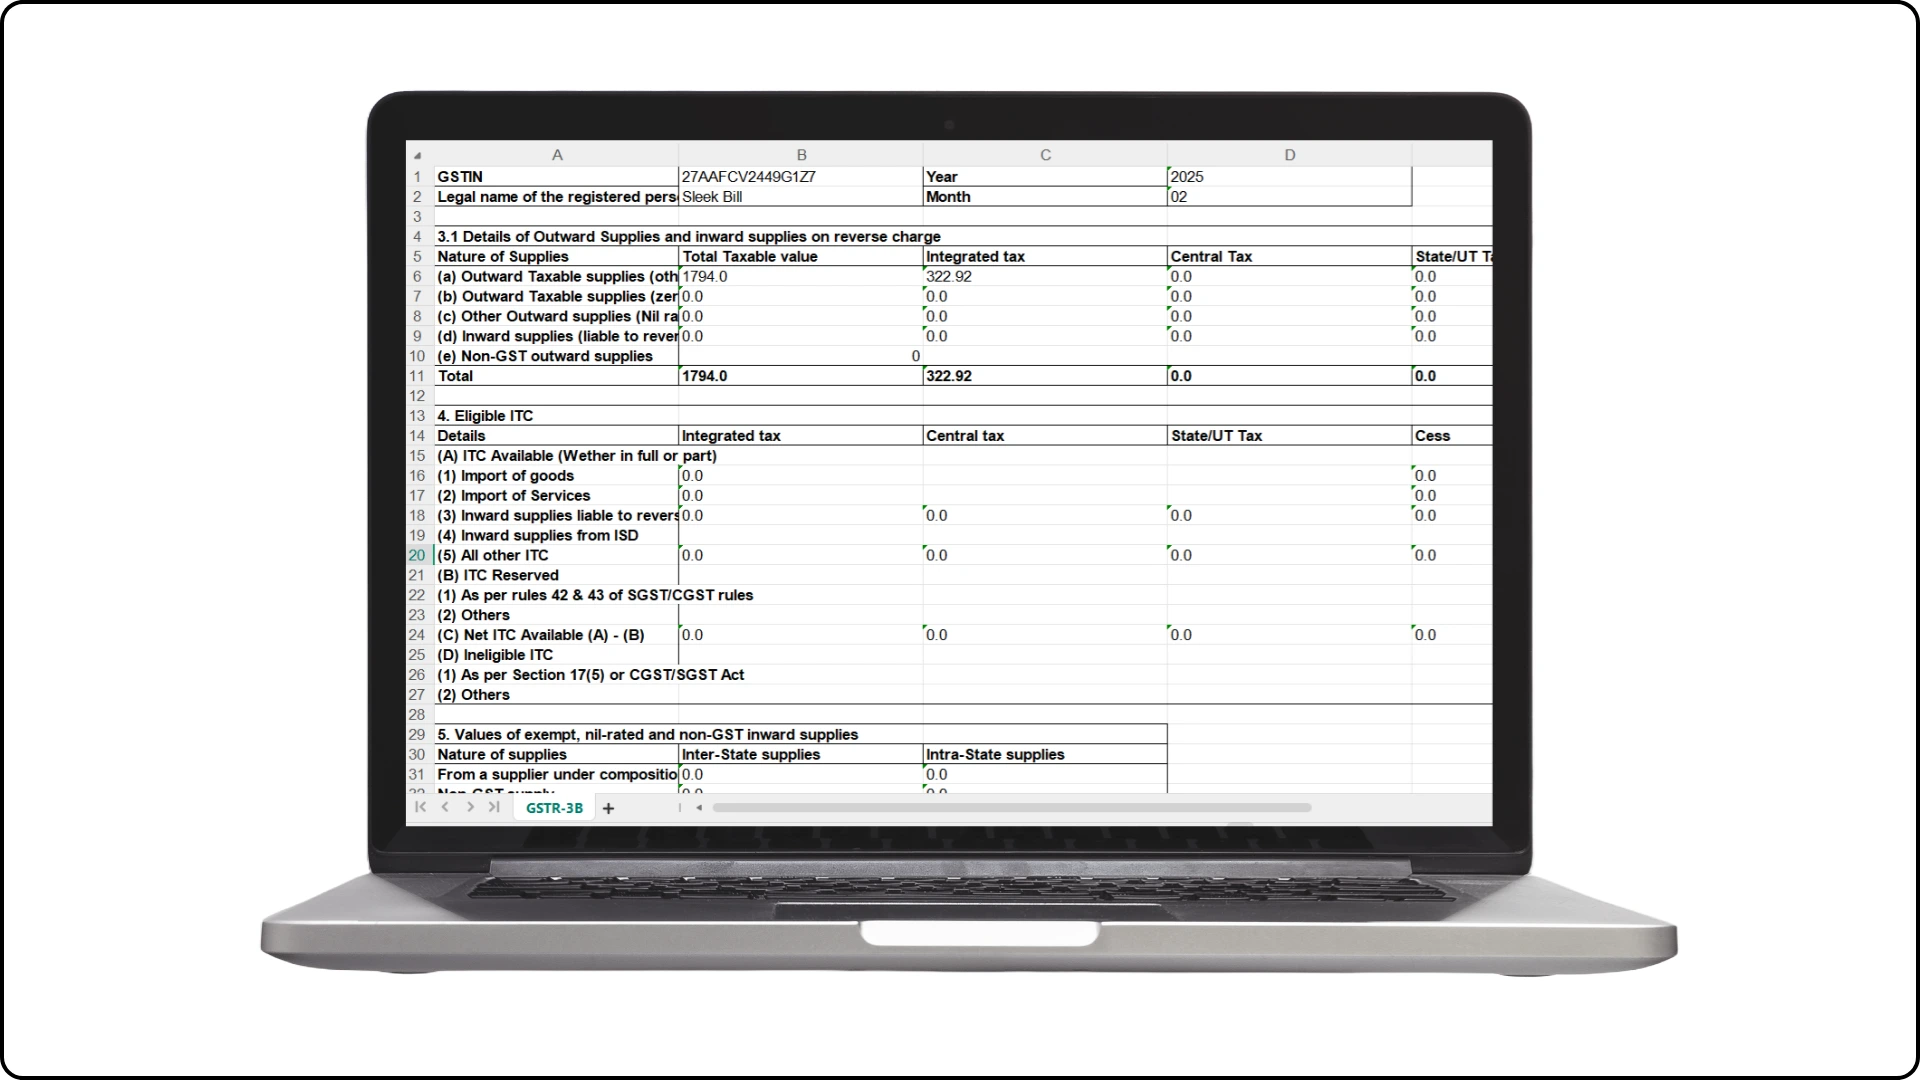 A B C D
1 GSTIN 27AAFCV2449G1Z7 Year 2025
2 Legal name of the registered pers Sleek Bill Month 02
3
4 3.1 Details of Outward Supplies and inward supplies on reverse charge
5 Nature of Supplies Total Taxable value Integrated tax Central Tax State/UT Ta
6 (a) Outward Taxable supplies (oth 1794.0 322.92 0.0 0.0
7 (b) Outward Taxable supplies (zer 0.0 0.0 0.0 0.0
8 (c) Other Outward supplies (Nil ra 0.0 0.0 0.0 0.0
9 (d) Inward supplies (liable to rever 0.0 0.0 0.0 0.0
10 (e) Non-GST outward supplies 0
11 Total 1794.0 322.92 0.0 0.0
12
13 4. Eligible ITC
14 Details Integrated tax Central tax State/UT Tax Cess
15 (A) ITC Available (Wether in full or part)
16 (1) Import of goods 0.0 0.0
17 (2) Import of Services 0.0 0.0
18 (3) Inward supplies liable to revers 0.0 0.0 0.0 0.0
19 (4) Inward supplies from ISD
20 (5) All other ITC 0.0 0.0 0.0 0.0
21 (B) ITC Reserved
22 (1) As per rules 42 & 43 of SGST/CGST rules
23 (2) Others
24 (C) Net ITC Available (A) - (B) 0.0 0.0 0.0 0.0
25 (D) Ineligible ITC
26 (1) As per Section 17(5) or CGST/SGST Act
27 (2) Others
28
29 5. Values of exempt, nil-rated and non-GST inward supplies
30 Nature of supplies Inter-State supplies Intra-State supplies
31 From a supplier under compositio 0.0 0.0
32 Non-GST supply 0.0 0.0
GSTR-3B +